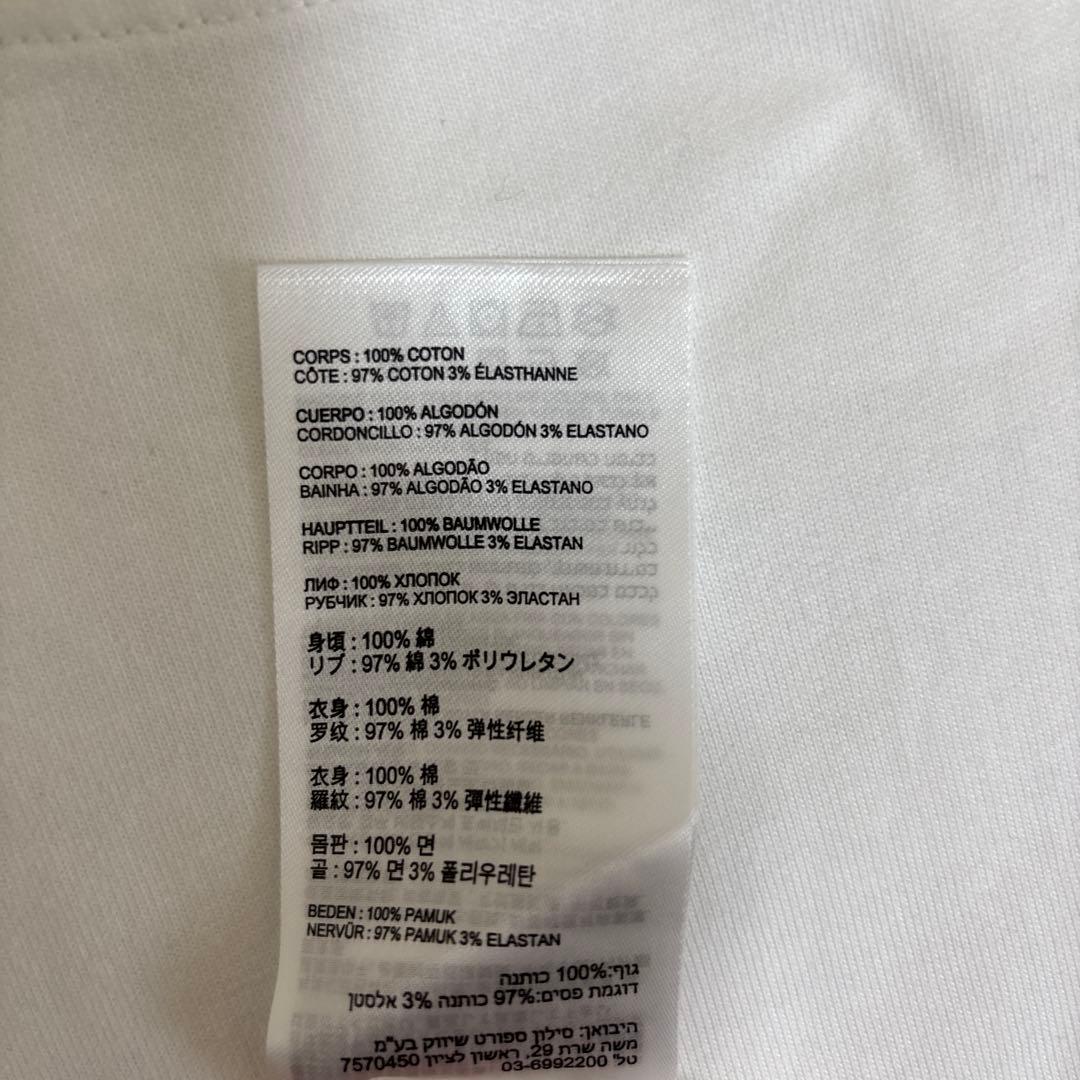 CORPS : 100% COTON
CÔTE : 97% COTON 3% ÉLASTHANNE
CUERPO : 100% ALGODÓN
CORDONCILLO : 97% ALGODÓN 3% ELASTANO
CORPO : 100% ALGODÃO
BAINHA : 97% ALGODÃO 3% ELASTANO
HAUPTTEIL : 100% BAUMWOLLE
RIPP : 97% BAUMWOLLE 3% ELASTAN
ЛИФ : 100% ХЛОПОК
РУБЧИК : 97% ХЛОПОК 3% ЭЛАСТАН
身頃 : 100% 綿
リブ : 97% 綿 3% ポリウレタン
衣身 : 100% 棉
罗纹 : 97% 棉 3% 弹性纤维
衣身 : 100% 棉
羅紋 : 97% 棉 3% 彈性纖維
몸판 : 100% 면
골 : 97% 면 3% 폴리우레탄
BEDEN : 100% PAMUK
NERVÜR : 97% PAMUK 3% ELASTAN
גוף:100% כותנה
דוגמת פסים:97% כותנה 3% אלסטן
היבואן: סילון ספורט שיווק בע"מ
משה שרת 29, ראשון לציון 7570450
טל' 03-6992200